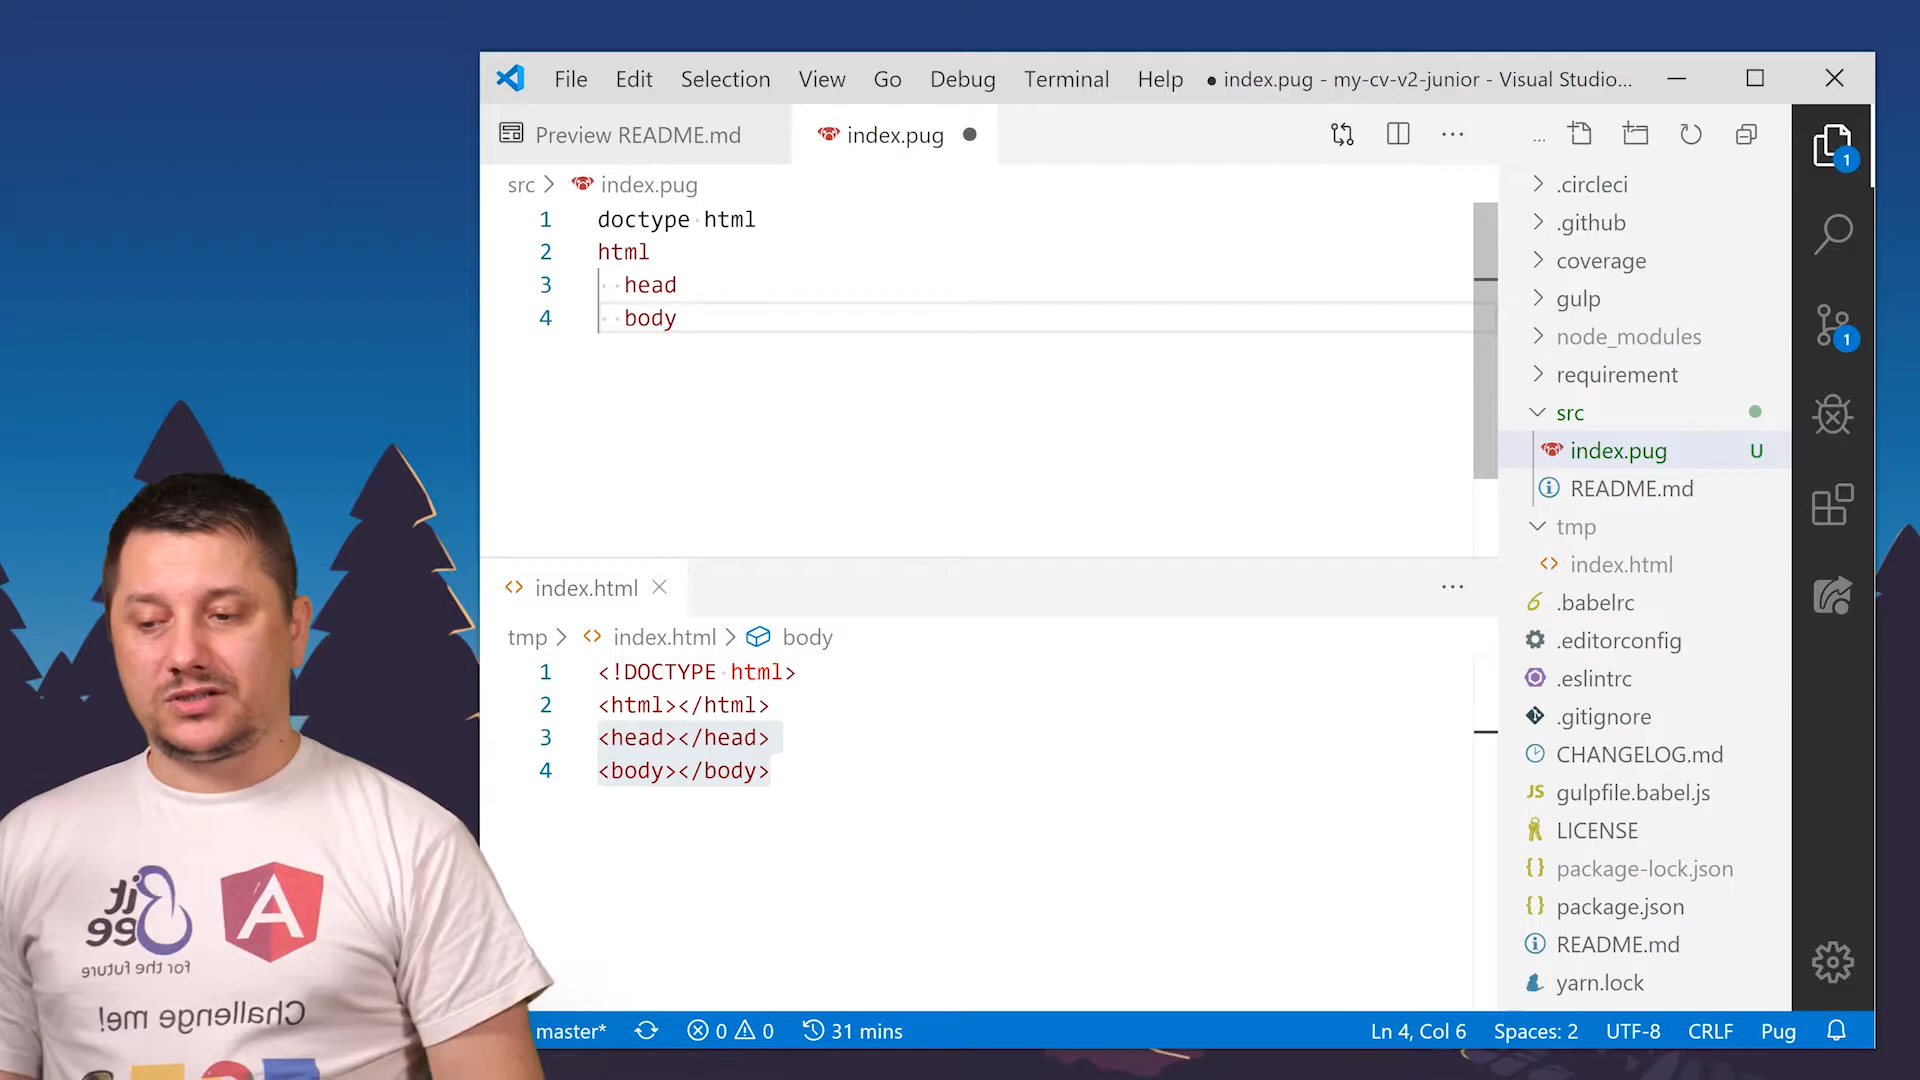 File Edit Selection View Go Debug Terminal Help ● index.pug - my-cv-v2-junior - Visual Studio...
Preview README.md
index.pug ●
src > index.pug
1 doctype html
2 html
3 head
4 body
index.html
tmp > index.html > body
1 <!DOCTYPE html>
2 <html></html>
3 <head></head>
4 <body></body>
...
.circleci
.github
coverage
gulp
node_modules
requirement
src
index.pug U
README.md
tmp
index.html
.babelrc
.editorconfig
.eslintrc
.gitignore
CHANGELOG.md
JS gulpfile.babel.js
LICENSE
{} package-lock.json
{} package.json
README.md
yarn.lock
1
1
master* 0 0 31 mins Ln 4, Col 6 Spaces: 2 UTF-8 CRLF Pug
Bit
Bee
for the future
A
Challenge me!